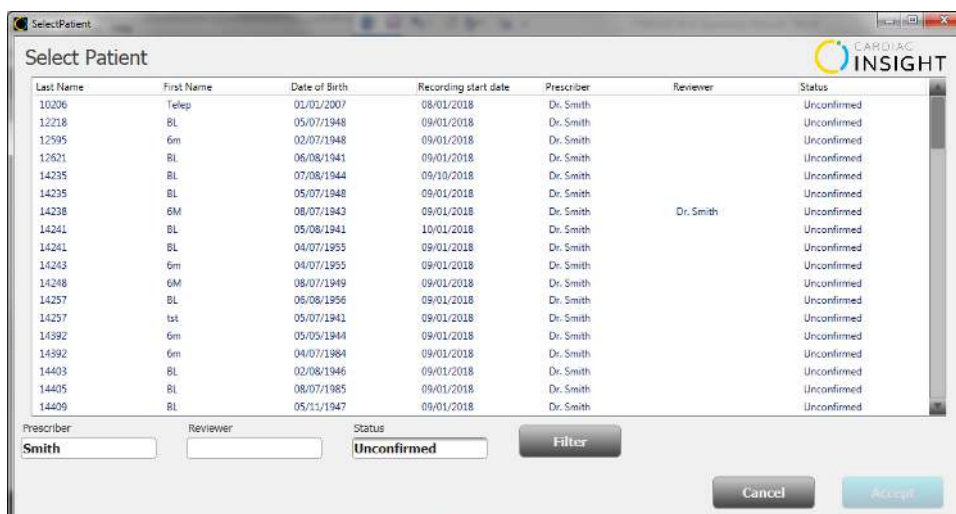 SelectPatient
Select Patient
CARDIAC
INSIGHT
Last Name First Name Date of Birth Recording start date Prescriber Reviewer Status
10206 Telep 01/01/2007 08/01/2018 Dr. Smith Unconfirmed
12218 BL 05/07/1948 09/01/2018 Dr. Smith Unconfirmed
12595 6m 02/07/1948 09/01/2018 Dr. Smith Unconfirmed
12621 BL 06/08/1941 09/01/2018 Dr. Smith Unconfirmed
14235 BL 07/08/1944 09/10/2018 Dr. Smith Unconfirmed
14235 BL 05/07/1948 09/01/2018 Dr. Smith Unconfirmed
14238 6M 08/07/1943 09/01/2018 Dr. Smith Dr. Smith Unconfirmed
14241 BL 05/08/1941 10/01/2018 Dr. Smith Unconfirmed
14241 BL 04/07/1955 09/01/2018 Dr. Smith Unconfirmed
14243 6m 04/07/1955 09/01/2018 Dr. Smith Unconfirmed
14248 6M 08/07/1949 09/01/2018 Dr. Smith Unconfirmed
14257 BL 06/08/1956 09/01/2018 Dr. Smith Unconfirmed
14257 tst 05/07/1941 09/01/2018 Dr. Smith Unconfirmed
14392 6m 05/05/1944 09/01/2018 Dr. Smith Unconfirmed
14392 6m 04/07/1984 09/01/2018 Dr. Smith Unconfirmed
14403 BL 02/08/1946 09/01/2018 Dr. Smith Unconfirmed
14405 BL 08/07/1985 09/01/2018 Dr. Smith Unconfirmed
14409 BL 05/11/1947 09/01/2018 Dr. Smith Unconfirmed
Prescriber Reviewer Status
Smith Unconfirmed Filter
Cancel Accept